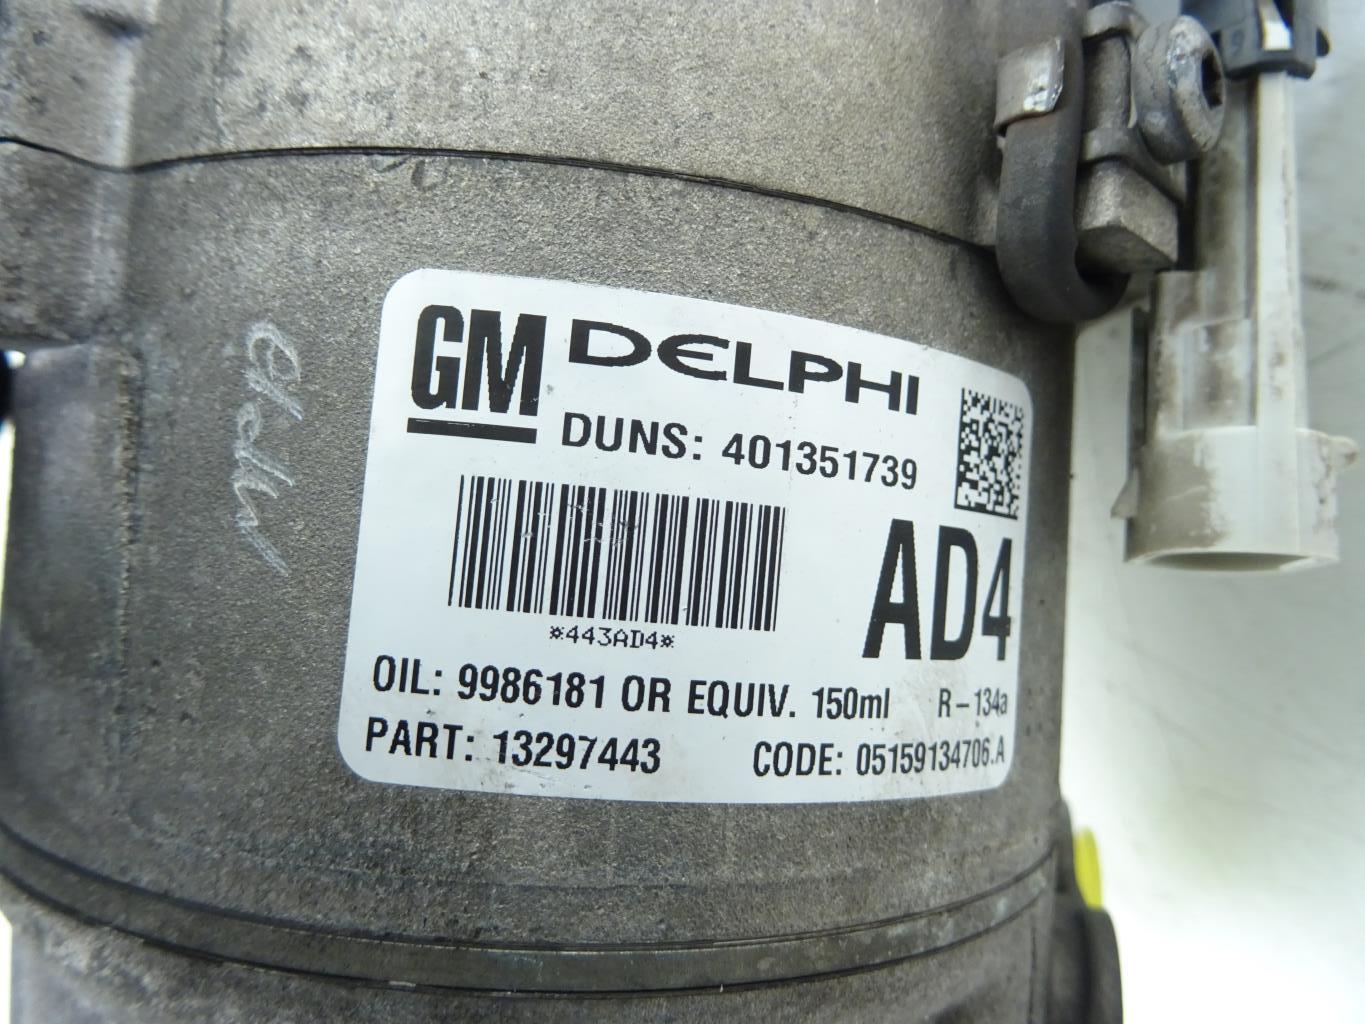 GM DELPHI
DUNS: 401351739
AD4
*443AD4*
OIL: 9986181 OR EQUIV. 150ml R-134a
PART: 13297443 CODE: 05159134706.A